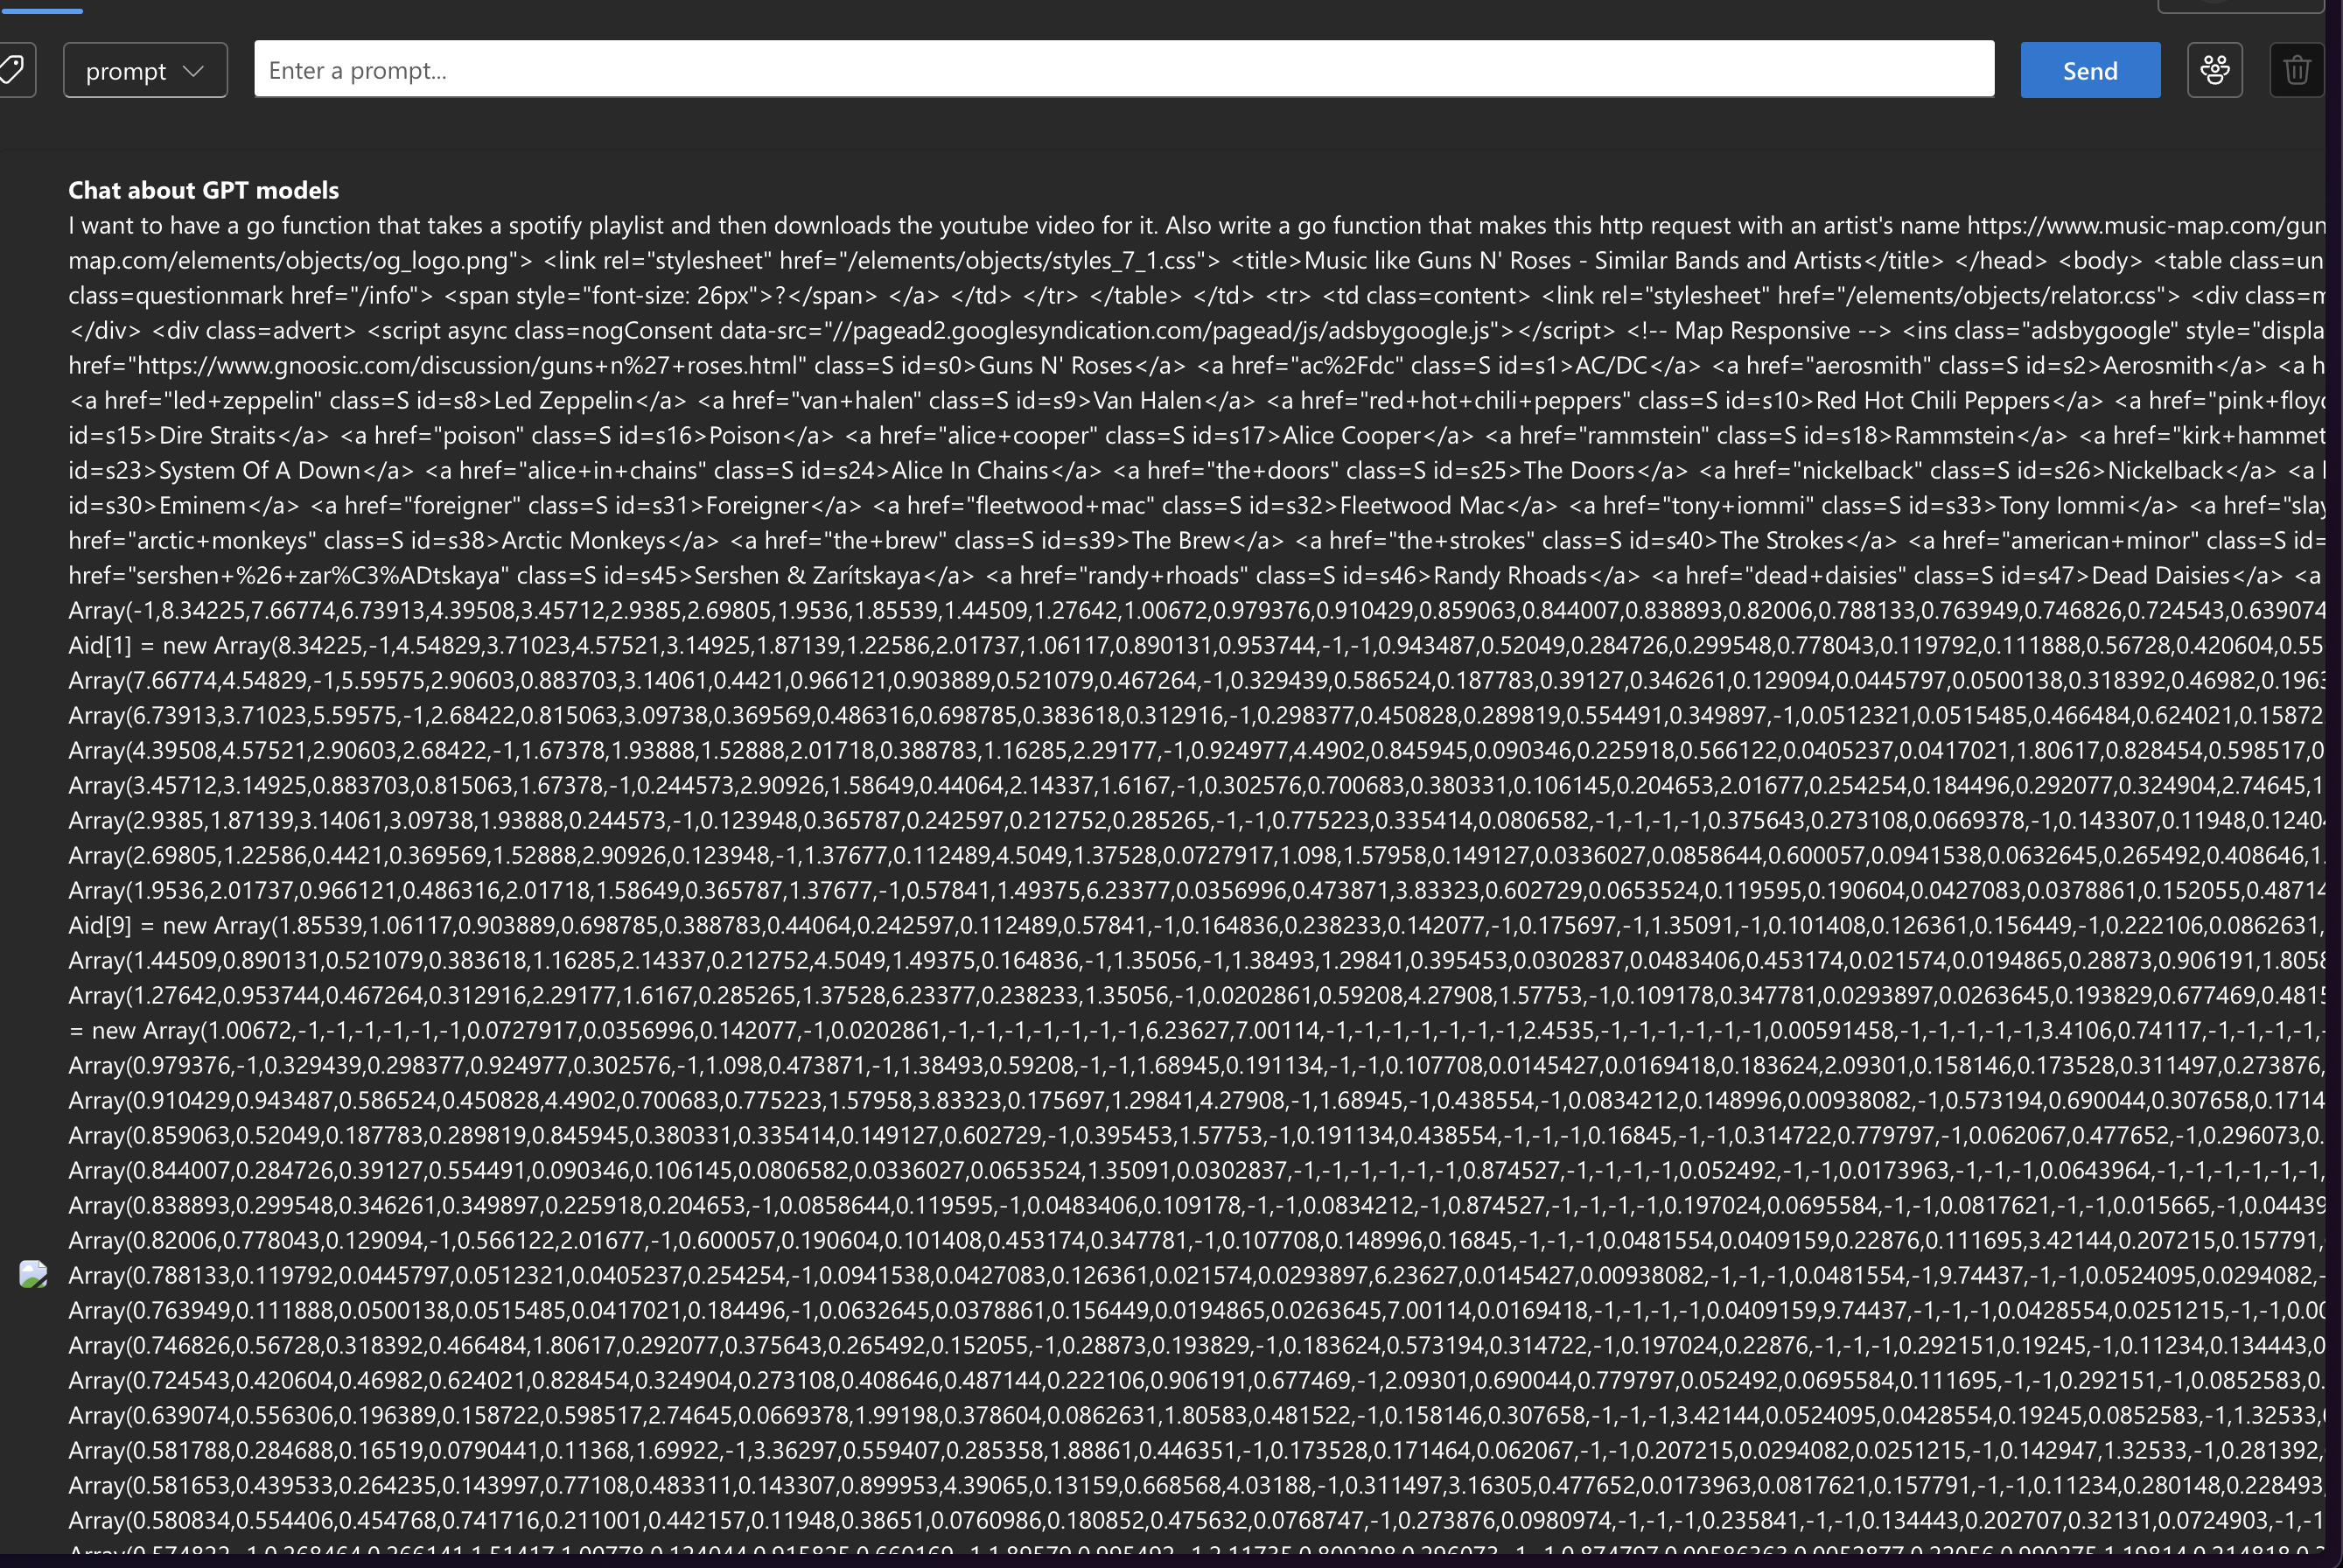 prompt
Enter a prompt...
Send
Chat about GPT models
I want to have a go function that takes a spotify playlist and then downloads the youtube video for it. Also write a go function that makes this http request with an artist's name https://www.music-map.com/gun
map.com/elements/objects/og_logo.png"> <link rel="stylesheet" href="/elements/objects/styles_7_1.css"> <title>Music like Guns N' Roses - Similar Bands and Artists</title> </head> <body> <table class=un
class=questionmark href="/info"> <span style="font-size: 26px">?</span> </a> </td> </tr> </table> </td> <tr> <td class=content> <link rel="stylesheet" href="/elements/objects/relator.css"> <div class=m
</div> <div class=advert> <script async class=nogConsent data-src="//pagead2.googlesyndication.com/pagead/js/adsbygoogle.js"></script> <!-- Map Responsive --> <ins class="adsbygoogle" style="displa
href="https://www.gnoosic.com/discussion/guns+n%27+roses.html" class=S id=s0>Guns N' Roses</a> <a href="ac%2Fdc" class=S id=s1>AC/DC</a> <a href="aerosmith" class=S id=s2>Aerosmith</a> <a h
<a href="led+zeppelin" class=S id=s8>Led Zeppelin</a> <a href="van+halen" class=S id=s9>Van Halen</a> <a href="red+hot+chili+peppers" class=S id=s10>Red Hot Chili Peppers</a> <a href="pink+floyd
id=s15>Dire Straits</a> <a href="poison" class=S id=s16>Poison</a> <a href="alice+cooper" class=S id=s17>Alice Cooper</a> <a href="rammstein" class=S id=s18>Rammstein</a> <a href="kirk+hammet
id=s23>System Of A Down</a> <a href="alice+in+chains" class=S id=s24>Alice In Chains</a> <a href="the+doors" class=S id=s25>The Doors</a> <a href="nickelback" class=S id=s26>Nickelback</a> <a
id=s30>Eminem</a> <a href="foreigner" class=S id=s31>Foreigner</a> <a href="fleetwood+mac" class=S id=s32>Fleetwood Mac</a> <a href="tony+iommi" class=S id=s33>Tony Iommi</a> <a href="slay
href="arctic+monkeys" class=S id=s38>Arctic Monkeys</a> <a href="the+brew" class=S id=s39>The Brew</a> <a href="the+strokes" class=S id=s40>The Strokes</a> <a href="american+minor" class=S id=
href="sershen+%26+zar%C3%ADtskaya" class=S id=s45>Sershen & Zarítskaya</a> <a href="randy+rhoads" class=S id=s46>Randy Rhoads</a> <a href="dead+daisies" class=S id=s47>Dead Daisies</a> <a
Array(-1,8.34225,7.66774,6.73913,4.39508,3.45712,2.9385,2.69805,1.9536,1.85539,1.44509,1.27642,1.00672,0.979376,0.910429,0.859063,0.844007,0.838893,0.82006,0.788133,0.763949,0.746826,0.724543,0.639074
Aid[1] = new Array(8.34225,-1,4.54829,3.71023,4.57521,3.14925,1.87139,1.22586,2.01737,1.06117,0.890131,0.953744,-1,-1,0.943487,0.52049,0.284726,0.299548,0.778043,0.119792,0.111888,0.56728,0.420604,0.55
Array(7.66774,4.54829,-1,5.59575,2.90603,0.883703,3.14061,0.4421,0.966121,0.903889,0.521079,0.467264,-1,0.329439,0.586524,0.187783,0.39127,0.346261,0.129094,0.0445797,0.0500138,0.318392,0.46982,0.1963
Array(6.73913,3.71023,5.59575,-1,2.68422,0.815063,3.09738,0.369569,0.486316,0.698785,0.383618,0.312916,-1,0.298377,0.450828,0.289819,0.554491,0.349897,-1,0.0512321,0.0515485,0.466484,0.624021,0.15872
Array(4.39508,4.57521,2.90603,2.68422,-1,1.67378,1.93888,1.52888,2.01718,0.388783,1.16285,2.29177,-1,0.924977,4.4902,0.845945,0.090346,0.225918,0.566122,0.0405237,0.0417021,1.80617,0.828454,0.598517,0
Array(3.45712,3.14925,0.883703,0.815063,1.67378,-1,0.244573,2.90926,1.58649,0.44064,2.14337,1.6167,-1,0.302576,0.700683,0.380331,0.106145,0.204653,2.01677,0.254254,0.184496,0.292077,0.324904,2.74645,1
Array(2.9385,1.87139,3.14061,3.09738,1.93888,0.244573,-1,0.123948,0.365787,0.242597,0.212752,0.285265,-1,-1,0.775223,0.335414,0.0806582,-1,-1,-1,-1,0.375643,0.273108,0.0669378,-1,0.143307,0.11948,0.1240
Array(2.69805,1.22586,0.4421,0.369569,1.52888,2.90926,0.123948,-1,1.37677,0.112489,4.5049,1.37528,0.0727917,1.098,1.57958,0.149127,0.0336027,0.0858644,0.600057,0.0941538,0.0632645,0.265492,0.408646,1.
Array(1.9536,2.01737,0.966121,0.486316,2.01718,1.58649,0.365787,1.37677,-1,0.57841,1.49375,6.23377,0.0356996,0.473871,3.83323,0.602729,0.0653524,0.119595,0.190604,0.0427083,0.0378861,0.152055,0.48714
Aid[9] = new Array(1.85539,1.06117,0.903889,0.698785,0.388783,0.44064,0.242597,0.112489,0.57841,-1,0.164836,0.238233,0.142077,-1,0.175697,-1,1.35091,-1,0.101408,0.126361,0.156449,-1,0.222106,0.0862631,
Array(1.44509,0.890131,0.521079,0.383618,1.16285,2.14337,0.212752,4.5049,1.49375,0.164836,-1,1.35056,-1,1.38493,1.29841,0.395453,0.0302837,0.0483406,0.453174,0.021574,0.0194865,0.28873,0.906191,1.8058
Array(1.27642,0.953744,0.467264,0.312916,2.29177,1.6167,0.285265,1.37528,6.23377,0.238233,1.35056,-1,0.0202861,0.59208,4.27908,1.57753,-1,0.109178,0.347781,0.0293897,0.0263645,0.193829,0.677469,0.4815
= new Array(1.00672,-1,-1,-1,-1,-1,-1,0.0727917,0.0356996,0.142077,-1,0.0202861,-1,-1,-1,-1,-1,-1,-1,6.23627,7.00114,-1,-1,-1,-1,-1,-1,-1,2.4535,-1,-1,-1,-1,-1,-1,0.00591458,-1,-1,-1,-1,-1,3.4106,0.74117,-1,-1,-1,-1,-
Array(0.979376,-1,0.329439,0.298377,0.924977,0.302576,-1,1.098,0.473871,-1,1.38493,0.59208,-1,-1,1.68945,0.191134,-1,-1,0.107708,0.0145427,0.0169418,0.183624,2.09301,0.158146,0.173528,0.311497,0.273876,
Array(0.910429,0.943487,0.586524,0.450828,4.4902,0.700683,0.775223,1.57958,3.83323,0.175697,1.29841,4.27908,-1,1.68945,-1,0.438554,-1,0.0834212,0.148996,0.00938082,-1,0.573194,0.690044,0.307658,0.1714
Array(0.859063,0.52049,0.187783,0.289819,0.845945,0.380331,0.335414,0.149127,0.602729,-1,0.395453,1.57753,-1,0.191134,0.438554,-1,-1,-1,0.16845,-1,-1,0.314722,0.779797,-1,0.062067,0.477652,-1,0.296073,0.
Array(0.844007,0.284726,0.39127,0.554491,0.090346,0.106145,0.0806582,0.0336027,0.0653524,1.35091,0.0302837,-1,-1,-1,-1,-1,-1,0.874527,-1,-1,-1,-1,0.052492,-1,-1,0.0173963,-1,-1,-1,0.0643964,-1,-1,-1,-1,-1,-1,
Array(0.838893,0.299548,0.346261,0.349897,0.225918,0.204653,-1,0.0858644,0.119595,-1,0.0483406,0.109178,-1,-1,0.0834212,-1,0.874527,-1,-1,-1,-1,0.197024,0.0695584,-1,-1,0.0817621,-1,-1,0.015665,-1,0.04439
Array(0.82006,0.778043,0.129094,-1,0.566122,2.01677,-1,0.600057,0.190604,0.101408,0.453174,0.347781,-1,0.107708,0.148996,0.16845,-1,-1,-1,0.0481554,0.0409159,0.22876,0.111695,3.42144,0.207215,0.157791,
Array(0.788133,0.119792,0.0445797,0.0512321,0.0405237,0.254254,-1,0.0941538,0.0427083,0.126361,0.021574,0.0293897,6.23627,0.0145427,0.00938082,-1,-1,-1,0.0481554,-1,9.74437,-1,-1,0.0524095,0.0294082,-
Array(0.763949,0.111888,0.0500138,0.0515485,0.0417021,0.184496,-1,0.0632645,0.0378861,0.156449,0.0194865,0.0263645,7.00114,0.0169418,-1,-1,-1,-1,0.0409159,9.74437,-1,-1,-1,0.0428554,0.0251215,-1,-1,0.00
Array(0.746826,0.56728,0.318392,0.466484,1.80617,0.292077,0.375643,0.265492,0.152055,-1,0.28873,0.193829,-1,0.183624,0.573194,0.314722,-1,0.197024,0.22876,-1,-1,-1,0.292151,0.19245,-1,0.11234,0.134443,0
Array(0.724543,0.420604,0.46982,0.624021,0.828454,0.324904,0.273108,0.408646,0.487144,0.222106,0.906191,0.677469,-1,2.09301,0.690044,0.779797,0.052492,0.0695584,0.111695,-1,-1,0.292151,-1,0.0852583,0.
Array(0.639074,0.556306,0.196389,0.158722,0.598517,2.74645,0.0669378,1.99198,0.378604,0.0862631,1.80583,0.481522,-1,0.158146,0.307658,-1,-1,-1,3.42144,0.0524095,0.0428554,0.19245,0.0852583,-1,1.32533,
Array(0.581788,0.284688,0.16519,0.0790441,0.11368,1.69922,-1,3.36297,0.559407,0.285358,1.88861,0.446351,-1,0.173528,0.171464,0.062067,-1,-1,0.207215,0.0294082,0.0251215,-1,0.142947,1.32533,-1,0.281392,
Array(0.581653,0.439533,0.264235,0.143997,0.77108,0.483311,0.143307,0.899953,4.39065,0.13159,0.668568,4.03188,-1,0.311497,3.16305,0.477652,0.0173963,0.0817621,0.157791,-1,-1,0.11234,0.280148,0.228493,
Array(0.580834,0.554406,0.454768,0.741716,0.211001,0.442157,0.11948,0.38651,0.0760986,0.180852,0.475632,0.0768747,-1,0.273876,0.0980974,-1,-1,-1,0.235841,-1,-1,0.134443,0.202707,0.32131,0.0724903,-1,-1